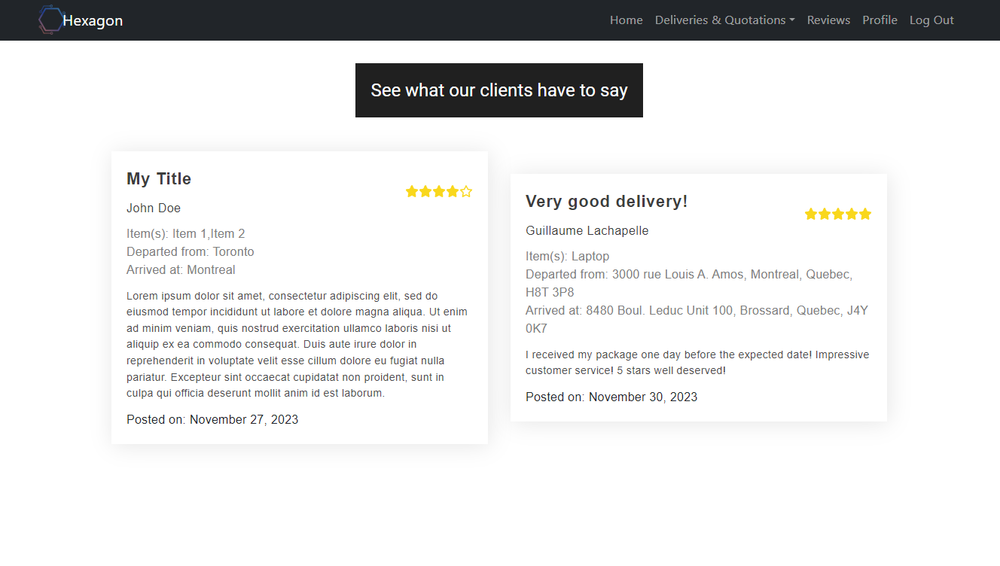 Hexagon
Home Deliveries & Quotations Reviews Profile Log Out
See what our clients have to say
My Title
John Doe
Item(s): Item 1,Item 2
Departed from: Toronto
Arrived at: Montreal
Lorem ipsum dolor sit amet, consectetur adipiscing elit, sed do
eiusmod tempor incididunt ut labore et dolore magna aliqua. Ut enim
ad minim veniam, quis nostrud exercitation ullamco laboris nisi ut
aliquip ex ea commodo consequat. Duis aute irure dolor in
reprehenderit in voluptate velit esse cillum dolore eu fugiat nulla
pariatur. Excepteur sint occaecat cupidatat non proident, sunt in
culpa qui officia deserunt mollit anim id est laborum.
Posted on: November 27, 2023
Very good delivery!
Guillaume Lachapelle
Item(s): Laptop
Departed from: 3000 rue Louis A. Amos, Montreal, Quebec,
H8T 3P8
Arrived at: 8480 Boul. Leduc Unit 100, Brossard, Quebec, J4Y
0K7
I received my package one day before the expected date! Impressive
customer service! 5 stars well deserved!
Posted on: November 30, 2023